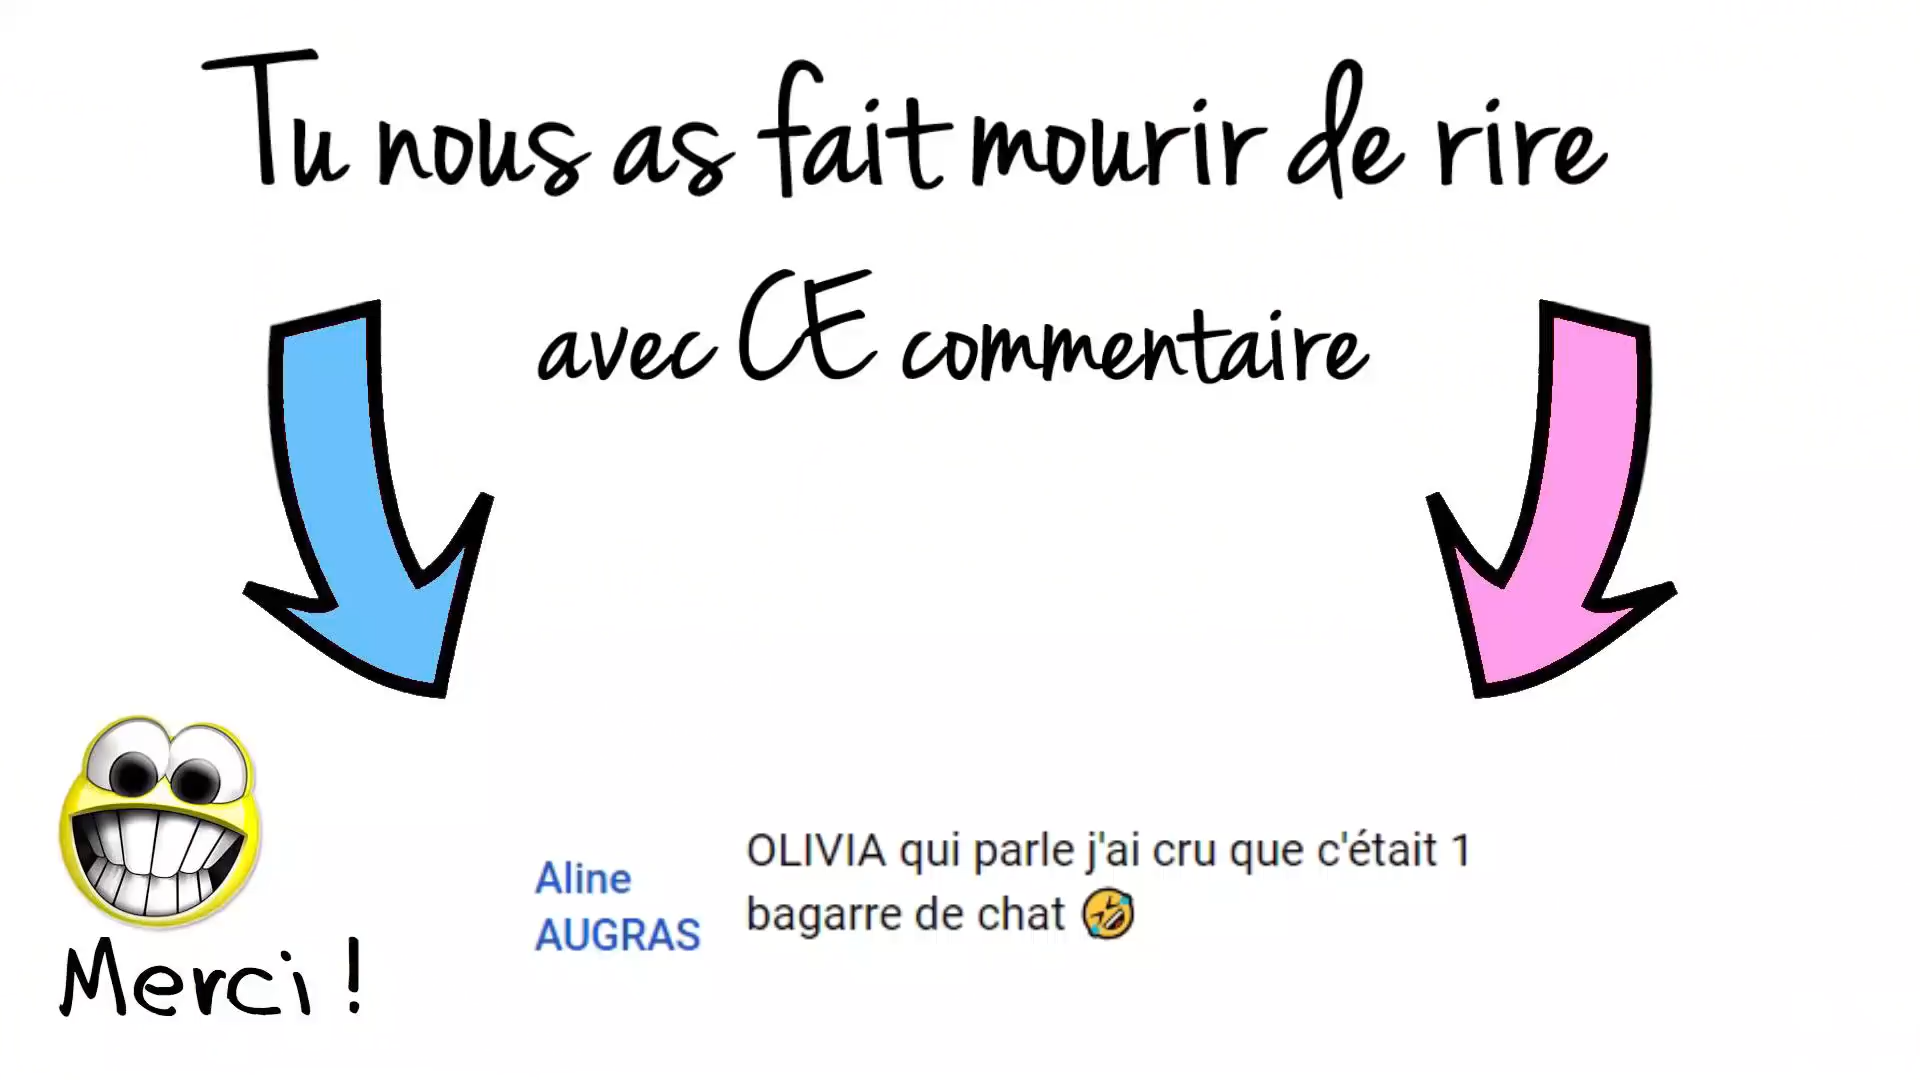 Tu nous as fait mourir de rire
avec CE commentaire
Aline
AUGRAS
OLIVIA qui parle j'ai cru que c'était 1
bagarre de chat 🤣
Merci !